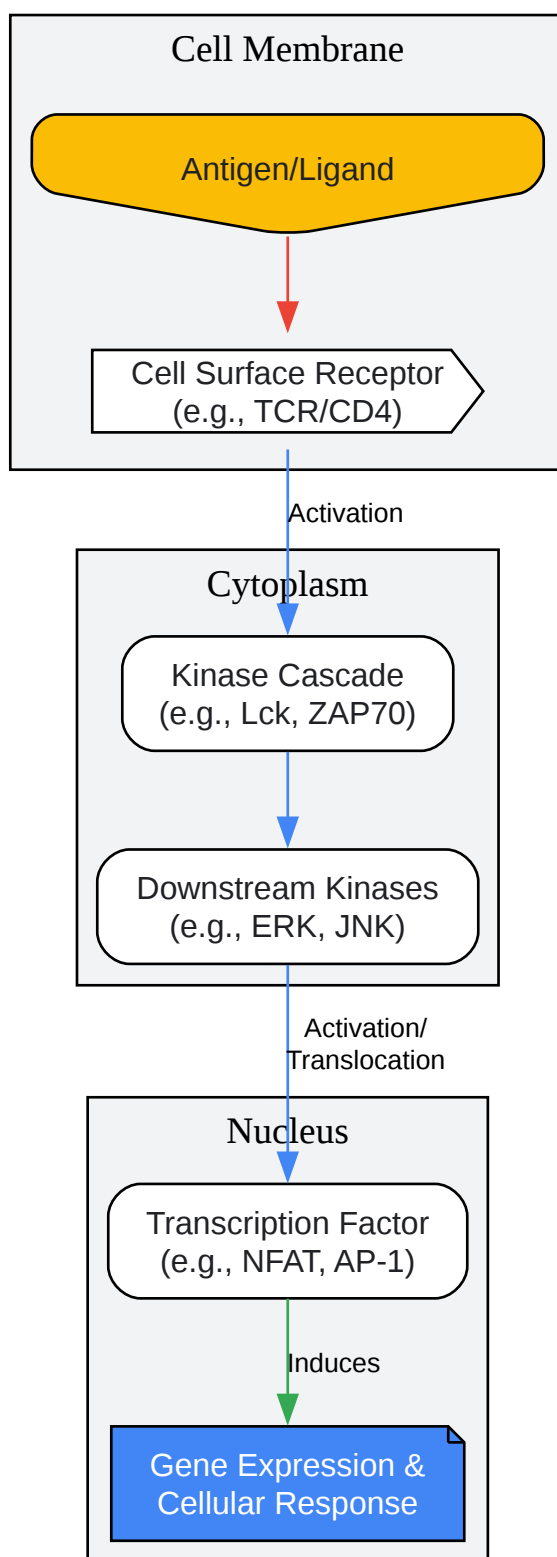 Cell Membrane
Antigen/Ligand
Cell Surface Receptor
(e.g., TCR/CD4)
Activation
Cytoplasm
Kinase Cascade
(e.g., Lck, ZAP70)
Downstream Kinases
(e.g., ERK, JNK)
Activation/
Translocation
Nucleus
Transcription Factor
(e.g., NFAT, AP-1)
Induces
Gene Expression &
Cellular Response